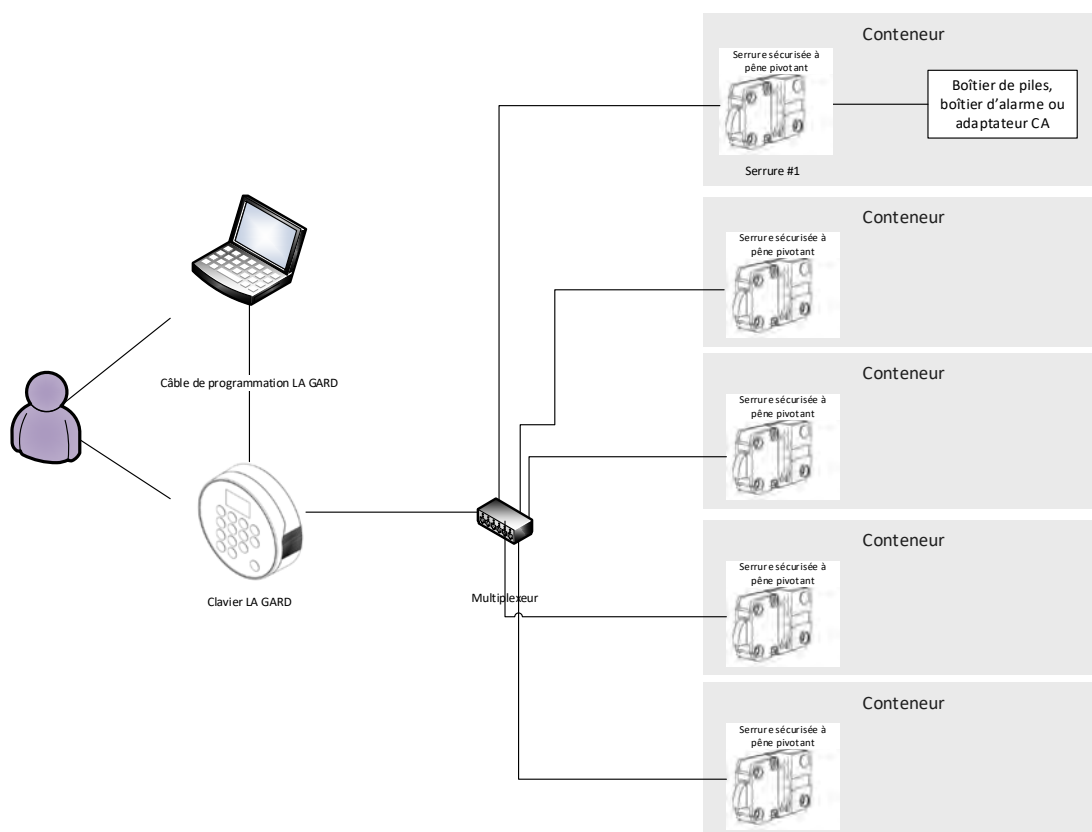 Conteneur
Serrure sécurisée à
pêne pivotant
Boîtier de piles,
boîtier d'alarme ou
adaptateur CA
Serrure #1
Conteneur
Serrure sécurisée à
pêne pivotant
Câble de programmation LA GARD
Conteneur
Serrure sécurisée à
pêne pivotant
Clavier LA GARD
Multiplexeur
Conteneur
Serrure sécurisée à
pêne pivotant
Conteneur
Serrure sécurisée à
pêne pivotant